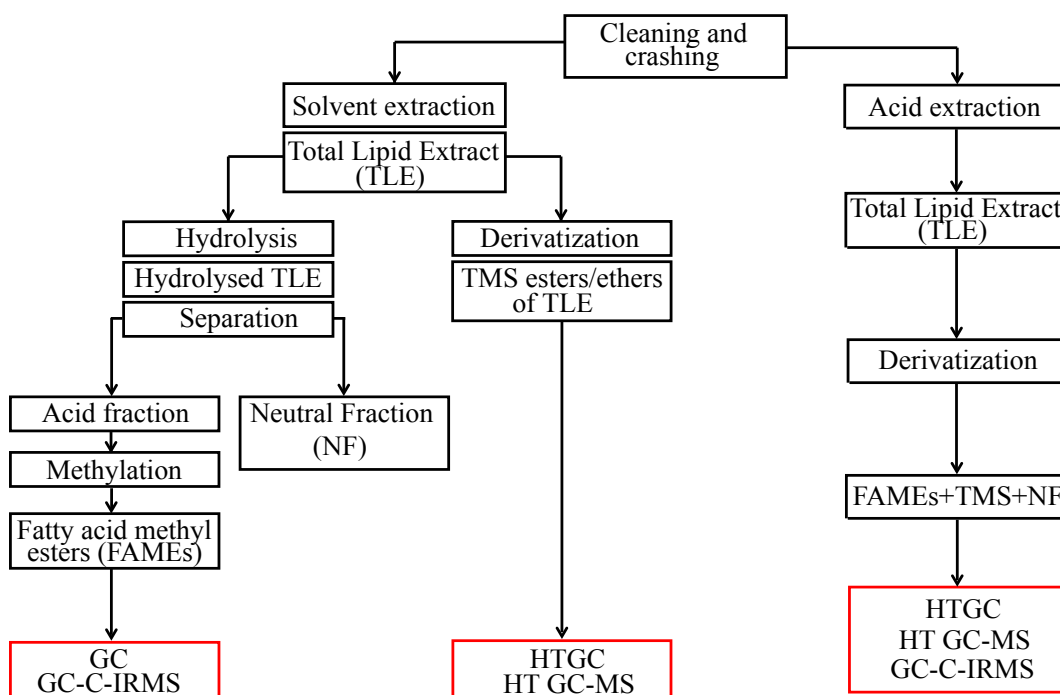 Cleaning and
crashing
Solvent extraction
Acid extraction
Total Lipid Extract
(TLE)
Total Lipid Extract
(TLE)
Hydrolysis
Derivatization
Hydrolysed TLE
TMS esters/ethers
of TLE
Separation
Derivatization
Acid fraction
Neutral Fraction
(NF)
Methylation
FAMEs+TMS+NF
Fatty acid methyl
esters (FAMEs)
HTGC
HT GC-MS
GC-C-IRMS
GC
GC-C-IRMS
HTGC
HT GC-MS